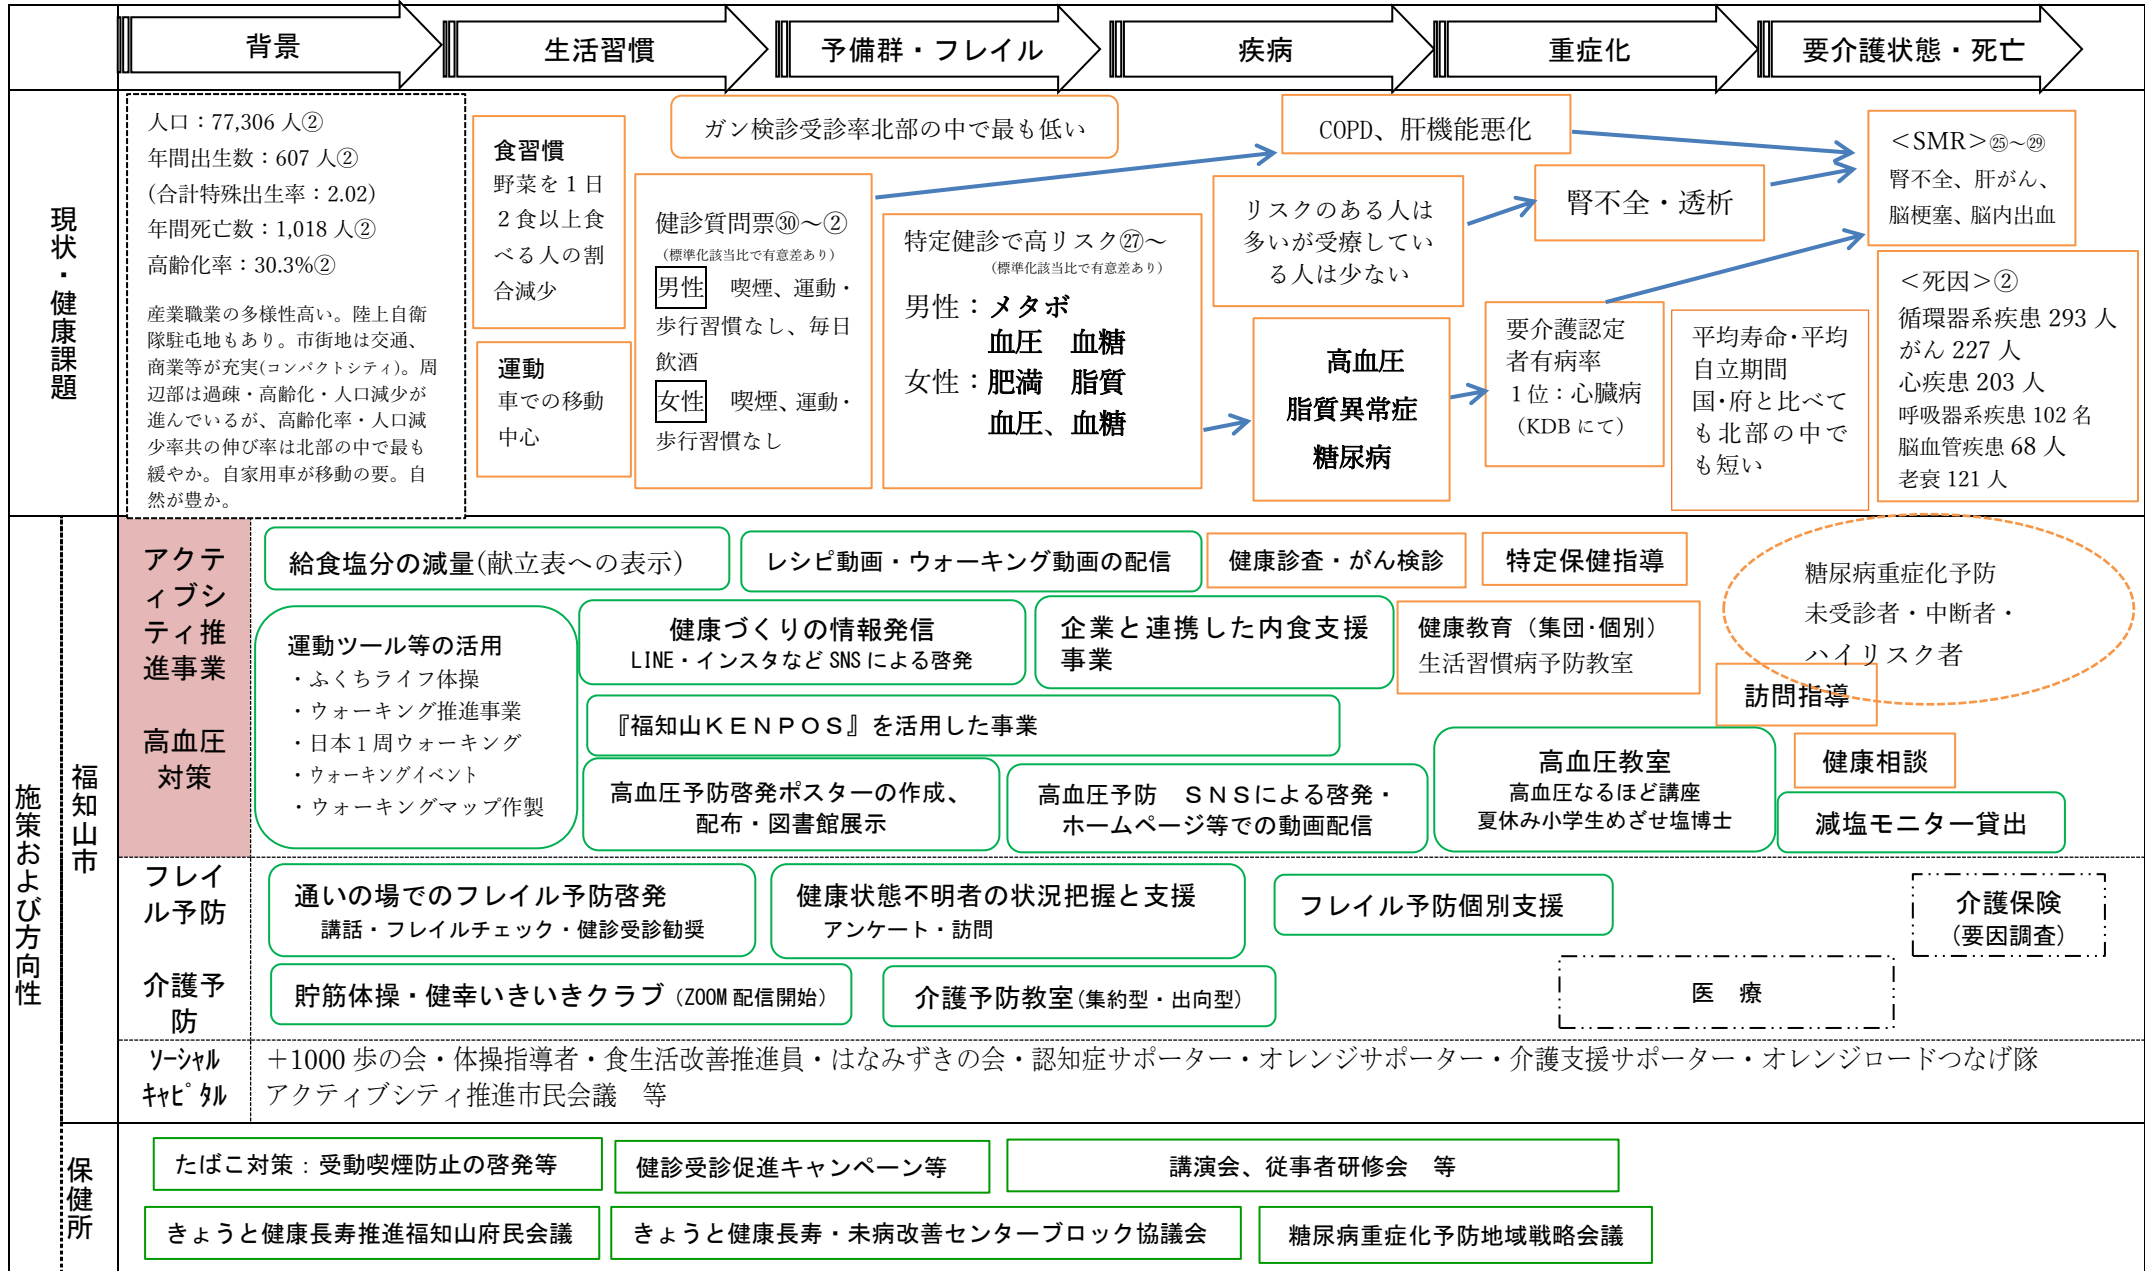 背景
生活習慣
予備群・フレイル
疾病
重症化
要介護状態・死亡
現状・健康課題
人口：77,306 人②
年間出生数：607 人②
(合計特殊出生率：2.02)
年間死亡数：1,018 人②
高齢化率：30.3%②
産業職業の多様性高い。陸上自衛
隊駐屯地もあり。市街地は交通、
商業等が充実(コンパクトシティ)。周
辺部は過疎・高齢化・人口減少が
進んでいるが、高齢化率・人口減
少率共の伸び率は北部の中で最も
緩やか。自家用車が移動の要。自
然が豊か。
食習慣
野菜を 1 日
２食以上食
べる人の割
合減少
運動
車での移動
中心
ガン検診受診率北部の中で最も低い
健診質問票㉚～②
(標準化該当比で有意差あり)
男性　喫煙、運動・
歩行習慣なし、毎日
飲酒
女性　喫煙、運動・
歩行習慣なし
特定健診で高リスク㉗～
(標準化該当比で有意差あり)
男性：メタボ
血圧　血糖
女性：肥満　脂質
血圧、血糖
COPD、肝機能悪化
リスクのある人は
多いが受療してい
る人は少ない
高血圧
脂質異常症
糖尿病
腎不全・透析
要介護認定
者有病率
１位：心臓病
（KDB にて）
平均寿命･平均
自立期間
国･府と比べて
も北部の中で
も短い
＜SMR＞㉕～㉙
腎不全、肝がん、
脳梗塞、脳内出血
＜死因＞②
循環器系疾患 293 人
がん 227 人
心疾患 203 人
呼吸器系疾患 102 名
脳血管疾患 68 人
老衰 121 人
施策および方向性
福知山市
アクテ
ィブシ
ティ推
進事業
高血圧
対策
給食塩分の減量(献立表への表示)
レシピ動画・ウォーキング動画の配信
健康診査・がん検診
特定保健指導
糖尿病重症化予防
未受診者・中断者・
ハイリスク者
運動ツール等の活用
・ふくちライフ体操
・ウォーキング推進事業
・日本１周ウォーキング
・ウォーキングイベント
・ウォーキングマップ作製
健康づくりの情報発信
LINE・インスタなど SNS による啓発
企業と連携した内食支援
事業
健康教育（集団･個別）
生活習慣病予防教室
訪問指導
『福知山ＫＥＮＰＯＳ』を活用した事業
高血圧予防啓発ポスターの作成、
配布・図書館展示
高血圧予防　ＳＮＳによる啓発・
ホームページ等での動画配信
高血圧教室
高血圧なるほど講座
夏休み小学生めざせ塩博士
健康相談
減塩モニター貸出
フレイ
ル予防
通いの場でのフレイル予防啓発
講話・フレイルチェック・健診受診勧奨
健康状態不明者の状況把握と支援
アンケート・訪問
フレイル予防個別支援
介護保険
(要因調査)
介護予
防
貯筋体操・健幸いきいきクラブ（ZOOM 配信開始）
介護予防教室(集約型・出向型)
医　療
ｿｰｼｬﾙ
ｷｬﾋﾟﾀﾙ
＋1000 歩の会・体操指導者・食生活改善推進員・はなみずきの会・認知症サポーター・オレンジサポーター・介護支援サポーター・オレンジロードつなげ隊
アクティブシティ推進市民会議　等
保健所
たばこ対策：受動喫煙防止の啓発等
健診受診促進キャンペーン等
講演会、従事者研修会　等
きょうと健康長寿推進福知山府民会議
きょうと健康長寿・未病改善センターブロック協議会
糖尿病重症化予防地域戦略会議